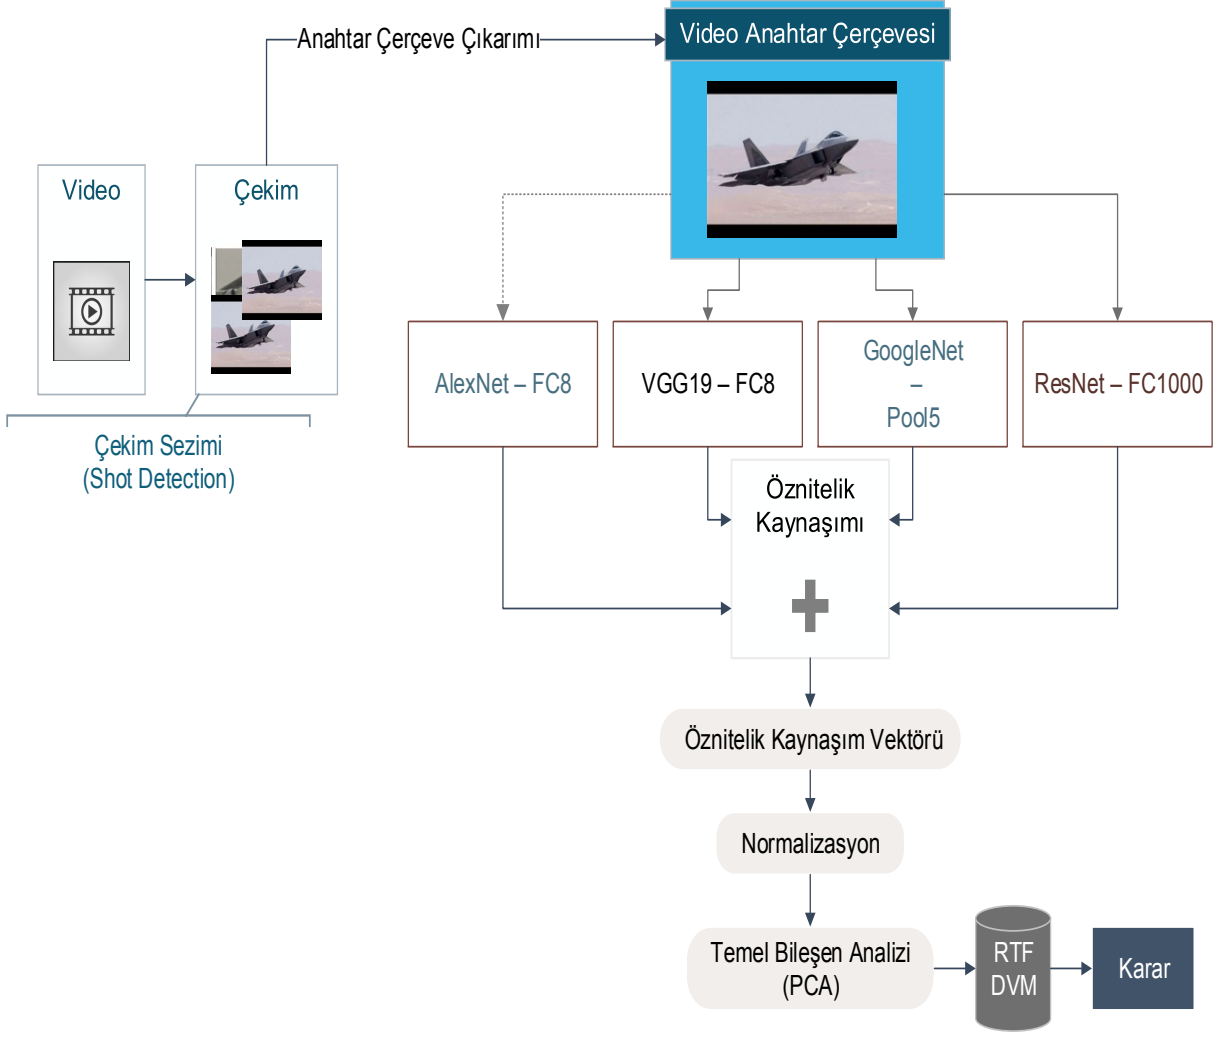 Anahtar Çerçeve Çıkarımı
Video Anahtar Çerçevesi
Video
Çekim
Çekim Sezimi
(Shot Detection)
AlexNet – FC8
VGG19 – FC8
GoogleNet
–
Pool5
ResNet – FC1000
Öznitelik
Kaynaşımı
Öznitelik Kaynaşım Vektörü
Normalizasyon
Temel Bileşen Analizi
(PCA)
RTF
DVM
Karar